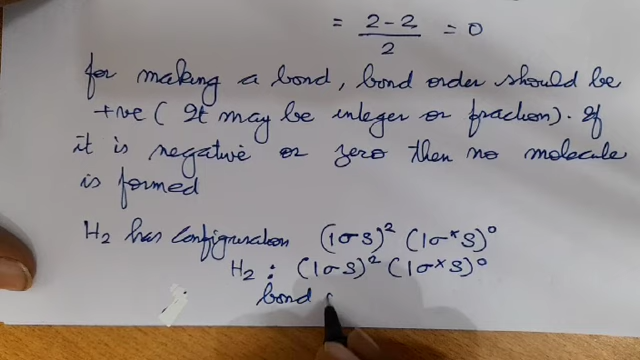 = (2-2)/2 = 0
for making a bond, bond order should be
+ve (It may be integer or fraction). If
it is negative or zero then no molecule
is formed
H₂ has configuration (1σs)² (1σ*s)⁰
H₂ : (1σs)² (1σ*s)⁰
bond